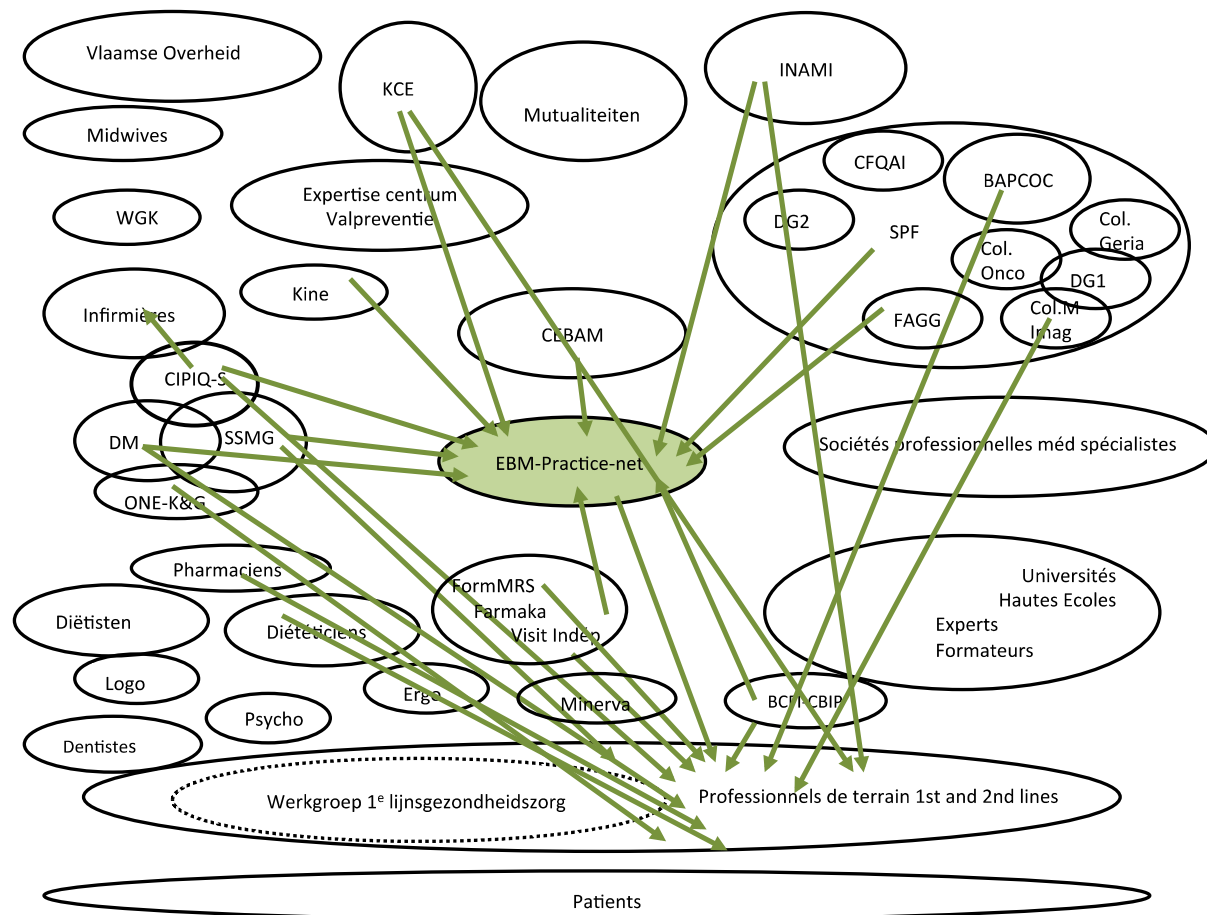 Vlaamse Overheid
KCE
INAMI
Mutualiteiten
Midwives
CFQAI
BAPCOC
Expertise centrum
Valpreventie
WGK
DG2
SPF
Col.
Geria
Col.
Onco
DG1
Kine
Infirmières
CEBAM
FAGG
Col.M
Imag
CIPIQ-S
DM
SSMG
Sociétés professionnelles méd spécialistes
EBM-Practice-net
ONE-K&G
Pharmaciens
FormMRS
Farmaka
Visit Indep
Universités
Hautes Ecoles
Experts
Formateurs
Diëtisten
Diététiciens
Logo
Ergo
Minerva
BCFI-CBIP
Psycho
Dentistes
Werkgroep 1e lijnsgezondheidszorg
Professionnels de terrain 1st and 2nd lines
Patients